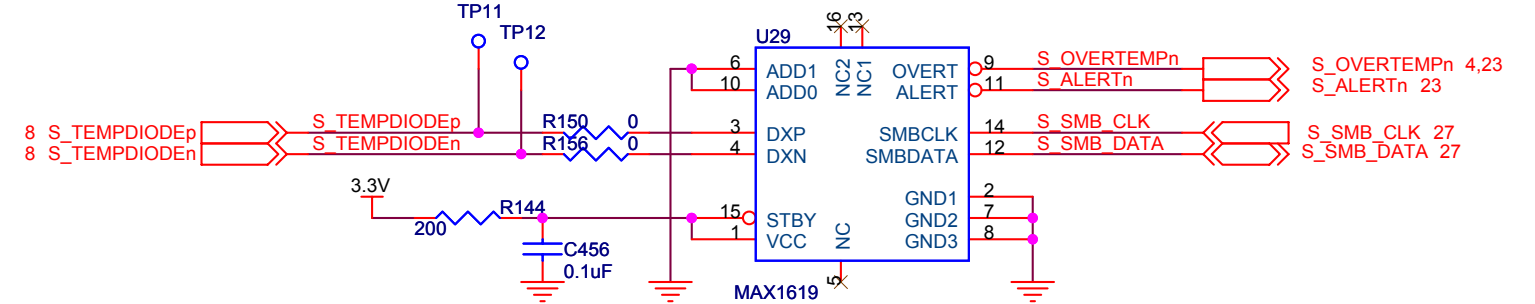 TP11
TP12
U29
16
13
6
10
ADD1
ADD0
NC2
NC1
OVERT
ALERT
9
11
S_OVERTEMPn
S_ALERTn
S_OVERTEMPn 4,23
S_ALERTn 23
8 S_TEMPDIODEp
8 S_TEMPDIODEn
S_TEMPDIODEp
S_TEMPDIODEn
R150 0
R156 0
3
4
DXP
DXN
SMBCLK
SMBDATA
14
12
S_SMB_CLK
S_SMB_DATA
S_SMB_CLK 27
S_SMB_DATA 27
3.3V
R144
200
C456
0.1uF
15
1
STBY
VCC
NC
5
GND1
GND2
GND3
2
7
8
MAX1619